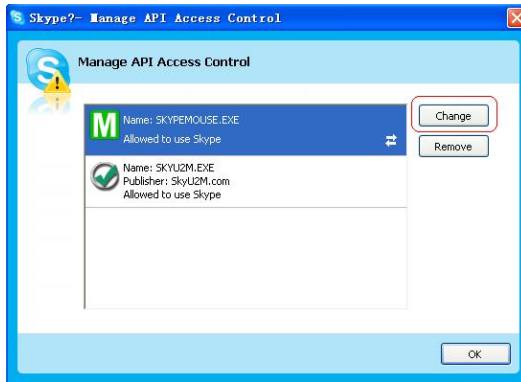 Skype?- Manage API Access Control
Manage API Access Control
M
Name: SKYPEMOUSE.EXE
Allowed to use Skype
Name: SKYU2M.EXE
Publisher: SkyU2M.com
Allowed to use Skype
Change
Remove
OK